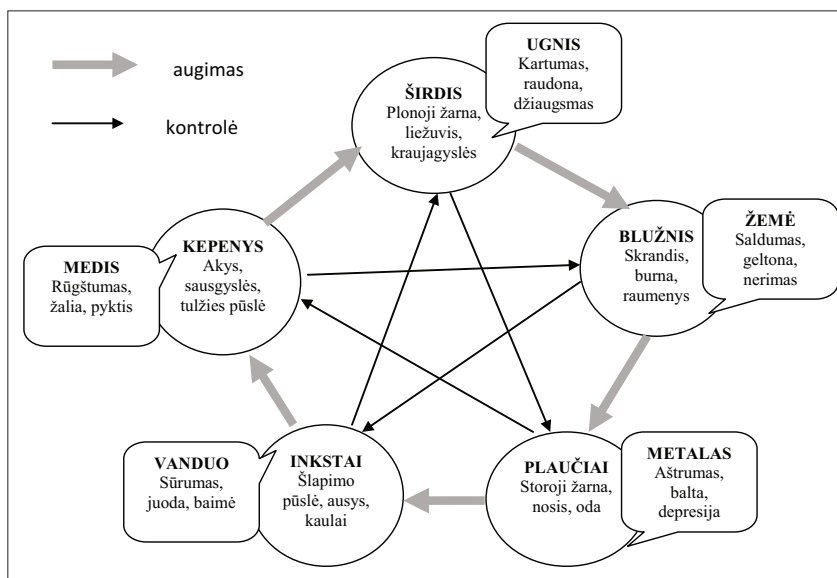 augimas
kontrolė
UGNIS
Kartumas,
raudona,
džiaugsmas
ŠIRDIS
Plonoji žarna,
liežuvis,
kraujagyslės
KEPENYS
Akys,
sausgyslės,
tulžies pūslė
MEDIS
Rūgštumas,
žalia, pyktis
BLUŽNIS
Skrandis,
burna,
raumenys
ŽEMĖ
Saldumas,
geltona,
nerimas
VANDUO
Sūrumas,
juoda, baimė
INKSTAI
Šlapimo
pūslė, ausys,
kaulai
PLAUČIAI
Storoji žarna,
nosis, oda
METALAS
Aštrumas,
balta,
depresija